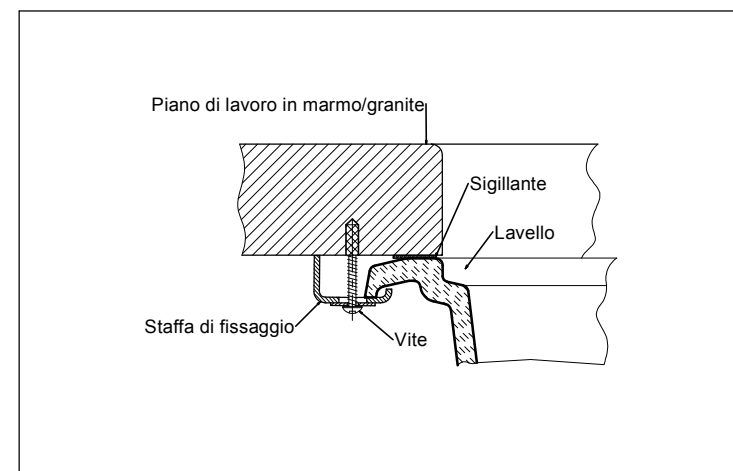 Piano di lavoro in marmo/granite
Sigillante
Lavello
Staffa di fissaggio
Vite